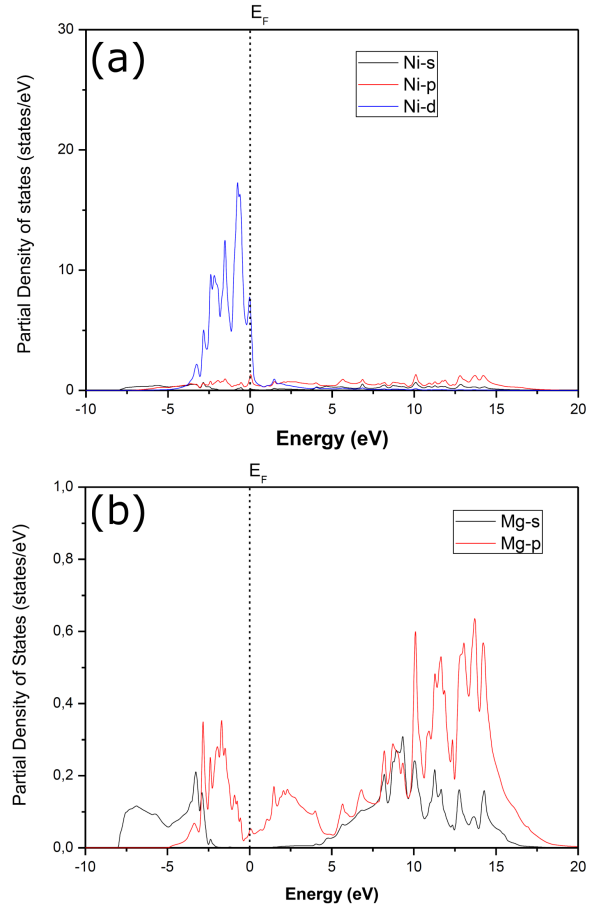 E_F
(a)
Ni-s
Ni-p
Ni-d
Partial Density of states (states/eV)
30
20
10
0
-10 -5 0 5 10 15 20
Energy (eV)
E_F
(b)
Mg-s
Mg-p
Partial Density of States (states/eV)
1,0
0,8
0,6
0,4
0,2
0,0
-10 -5 0 5 10 15 20
Energy (eV)